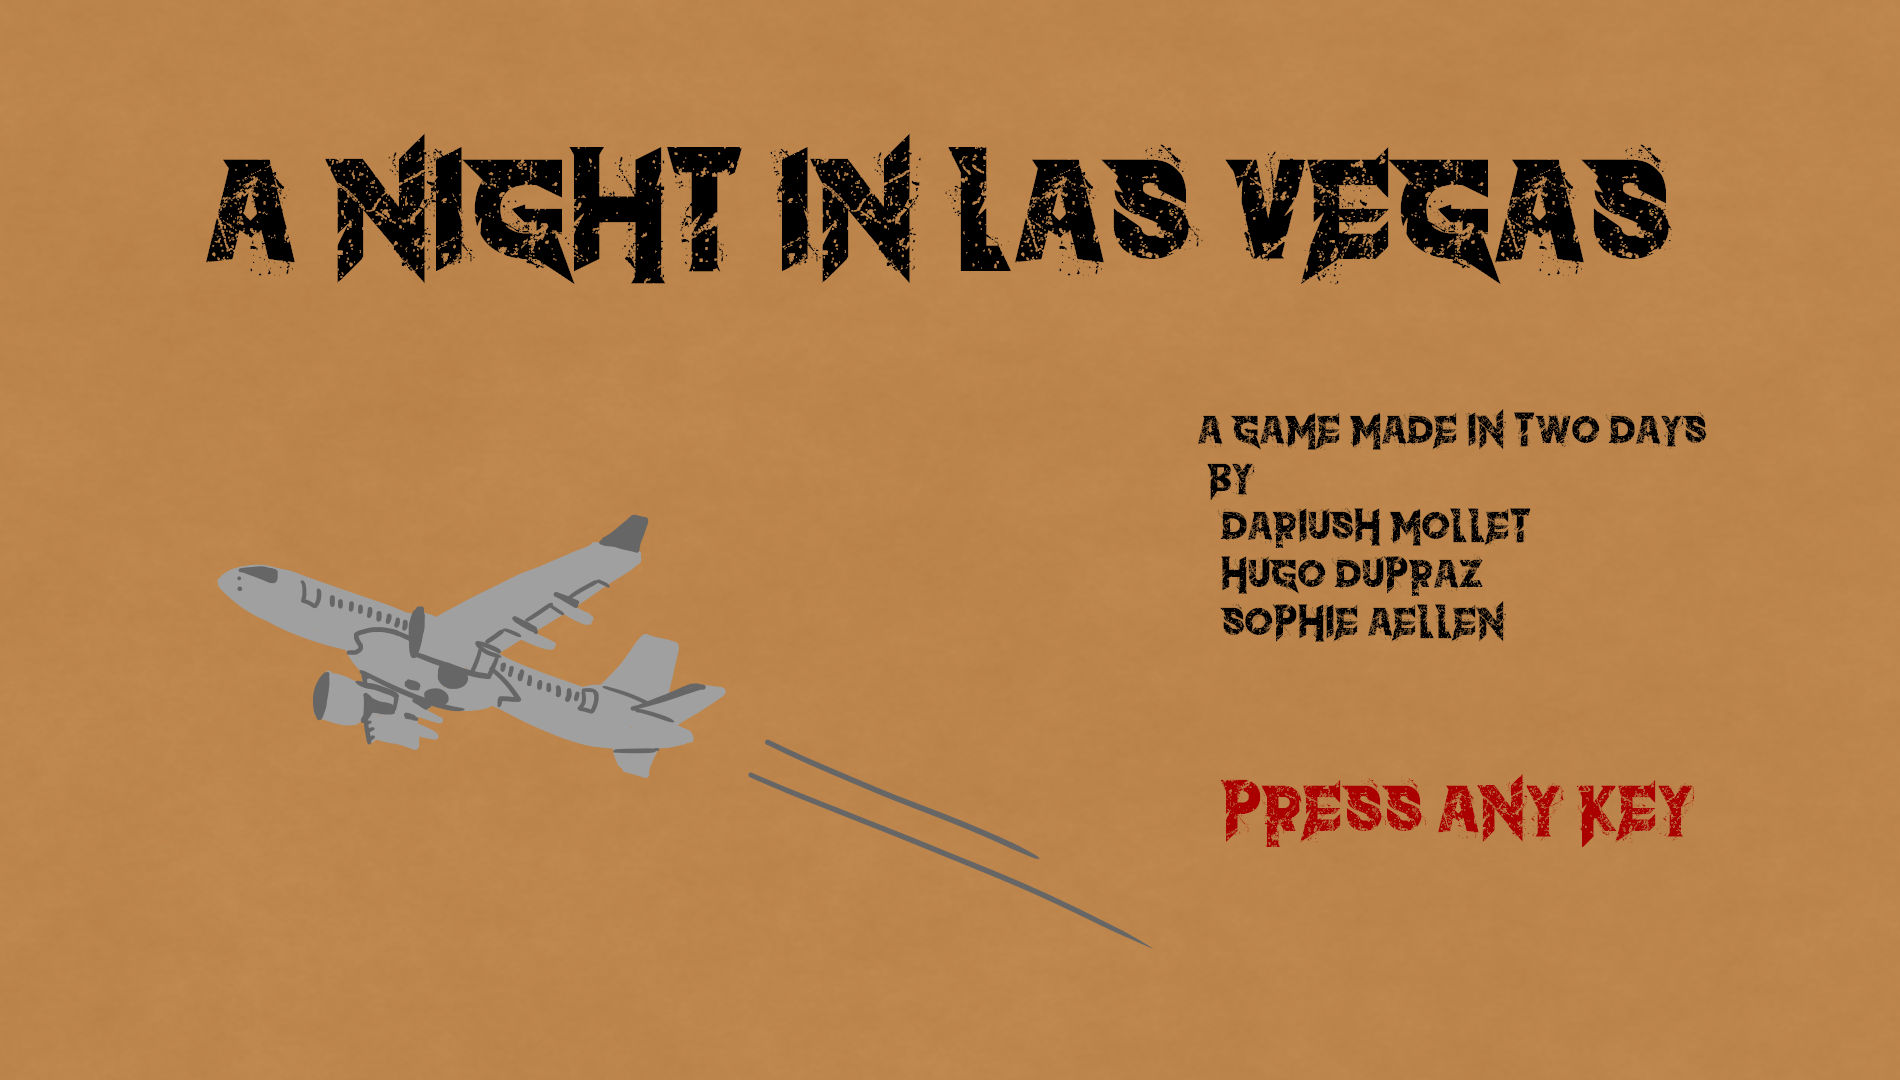 A NIGHT IN LAS VEGAS
A GAME MADE IN TWO DAYS
BY
DARIUSH MOLLET
HUGO DUPRAZ
SOPHIE AELLEN
PRESS ANY KEY